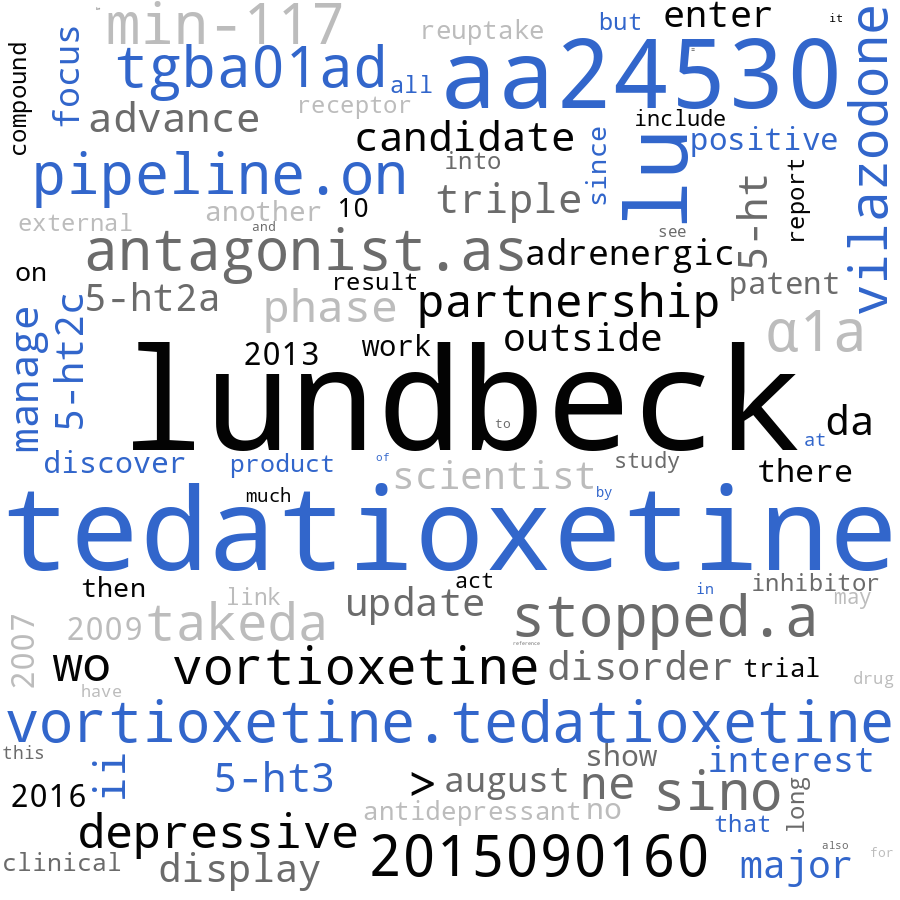 min-117
reuptake
but
enter
it
compound
focus
tgba01ad
all
aa24530
vilazodone
advance
receptor
candidate
include
positive
since
lu
pipeline.on
into
triple
5-ht
report
external
another
10
and
see
antagonist.as
adrenergic
on
result
patent
5-ht2a
phase
partnership
α1a
manage
5-ht2c
2013
work
outside
lundbeck
to
da
at
discover
product
of
scientist
study
there
much
by
tedatioxetine
then
act
in
inhibitor
link
may
2007
2009
takeda
update
stopped.a
reference
wo
vortioxetine
disorder
trial
drug
have
vortioxetine.tedatioxetine
this
ii
5-ht3
show
interest
>
august
ne
sino
long
2016
antidepressant
no
that
depressive
2015090160
also
for
clinical
display
major